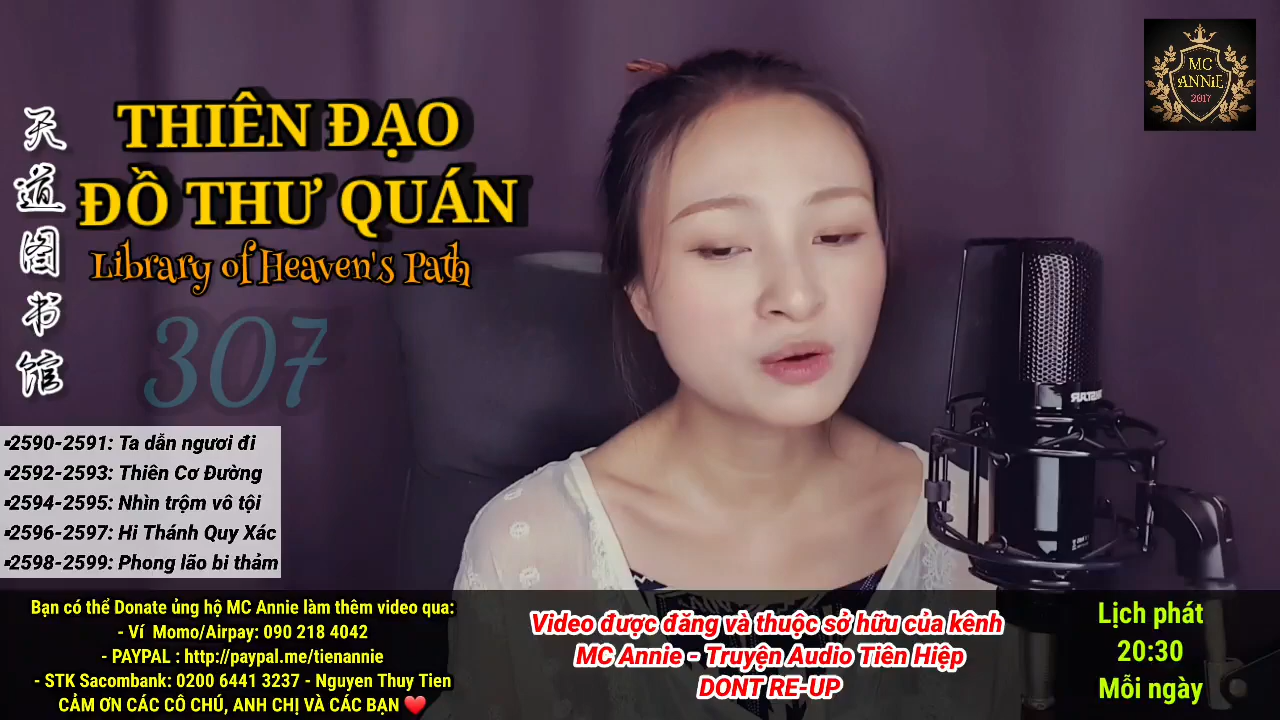 天道图书馆
THIÊN ĐẠO
ĐỒ THƯ QUÁN
Library of Heaven's Path
307
MC
ANNIE
2017
▪2590-2591: Ta dẫn ngươi đi
▪2592-2593: Thiên Cơ Đường
▪2594-2595: Nhìn trộm vô tội
▪2596-2597: Hi Thánh Quy Xác
▪2598-2599: Phong lão bi thảm
Bạn có thể Donate ủng hộ MC Annie làm thêm video qua:
- Ví Momo/Airpay: 090 218 4042
- PAYPAL : http://paypal.me/tienannie
- STK Sacombank: 0200 6441 3237 - Nguyen Thuy Tien
CẢM ƠN CÁC CÔ CHÚ, ANH CHỊ VÀ CÁC BẠN ❤️
Video được đăng và thuộc sở hữu của kênh
MC Annie - Truyện Audio Tiên Hiệp
DONT RE-UP
Lịch phát
20:30
Mỗi ngày